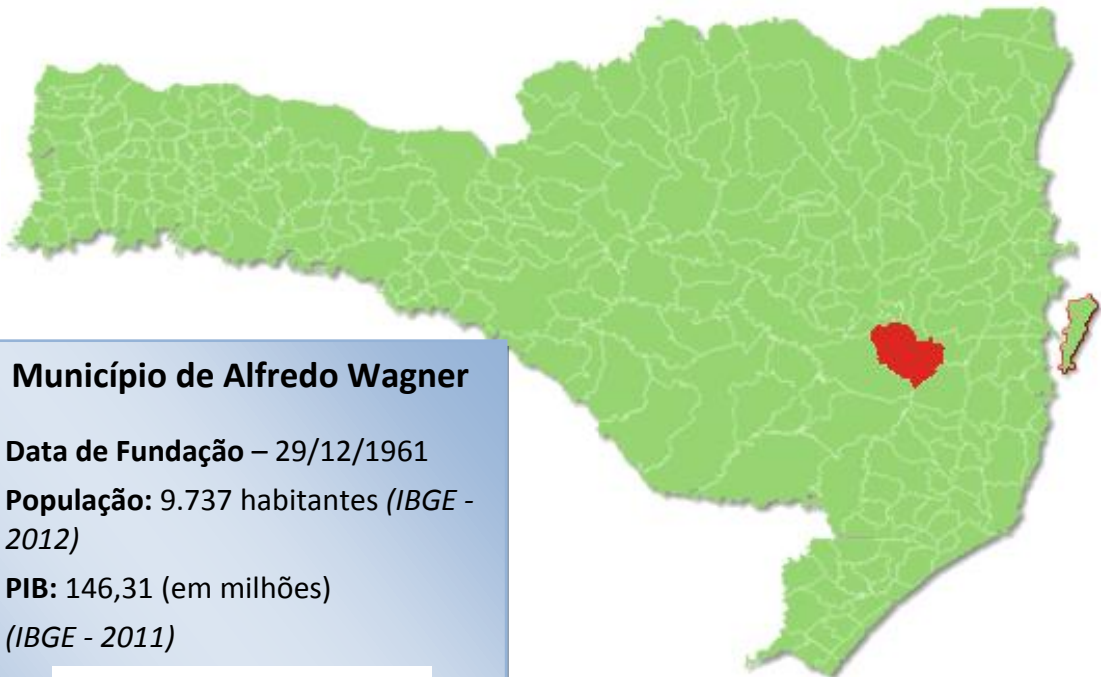 Município de Alfredo Wagner
Data de Fundação – 29/12/1961
População: 9.737 habitantes (IBGE -
2012)
PIB: 146,31 (em milhões)
(IBGE - 2011)